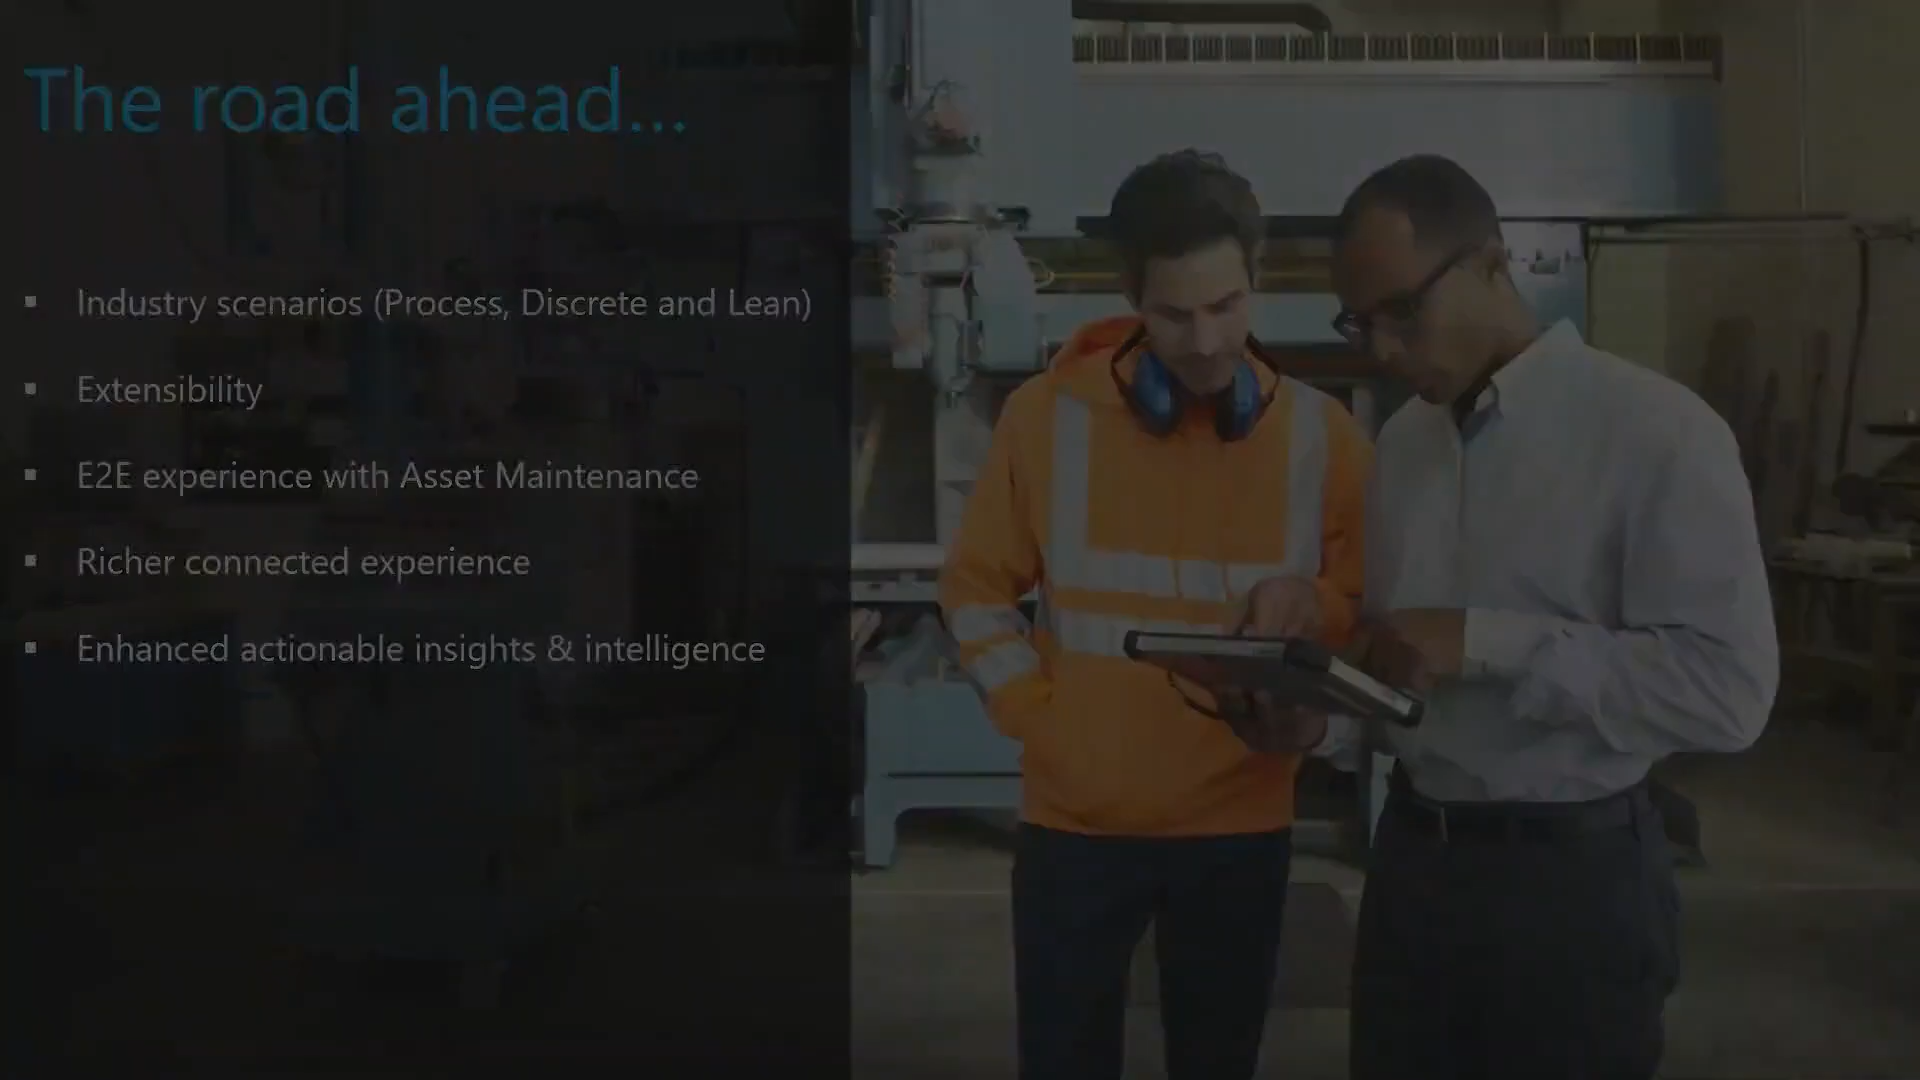 The road ahead...
▪ Industry scenarios (Process, Discrete and Lean)
▪ Extensibility
▪ E2E experience with Asset Maintenance
▪ Richer connected experience
▪ Enhanced actionable insights & intelligence